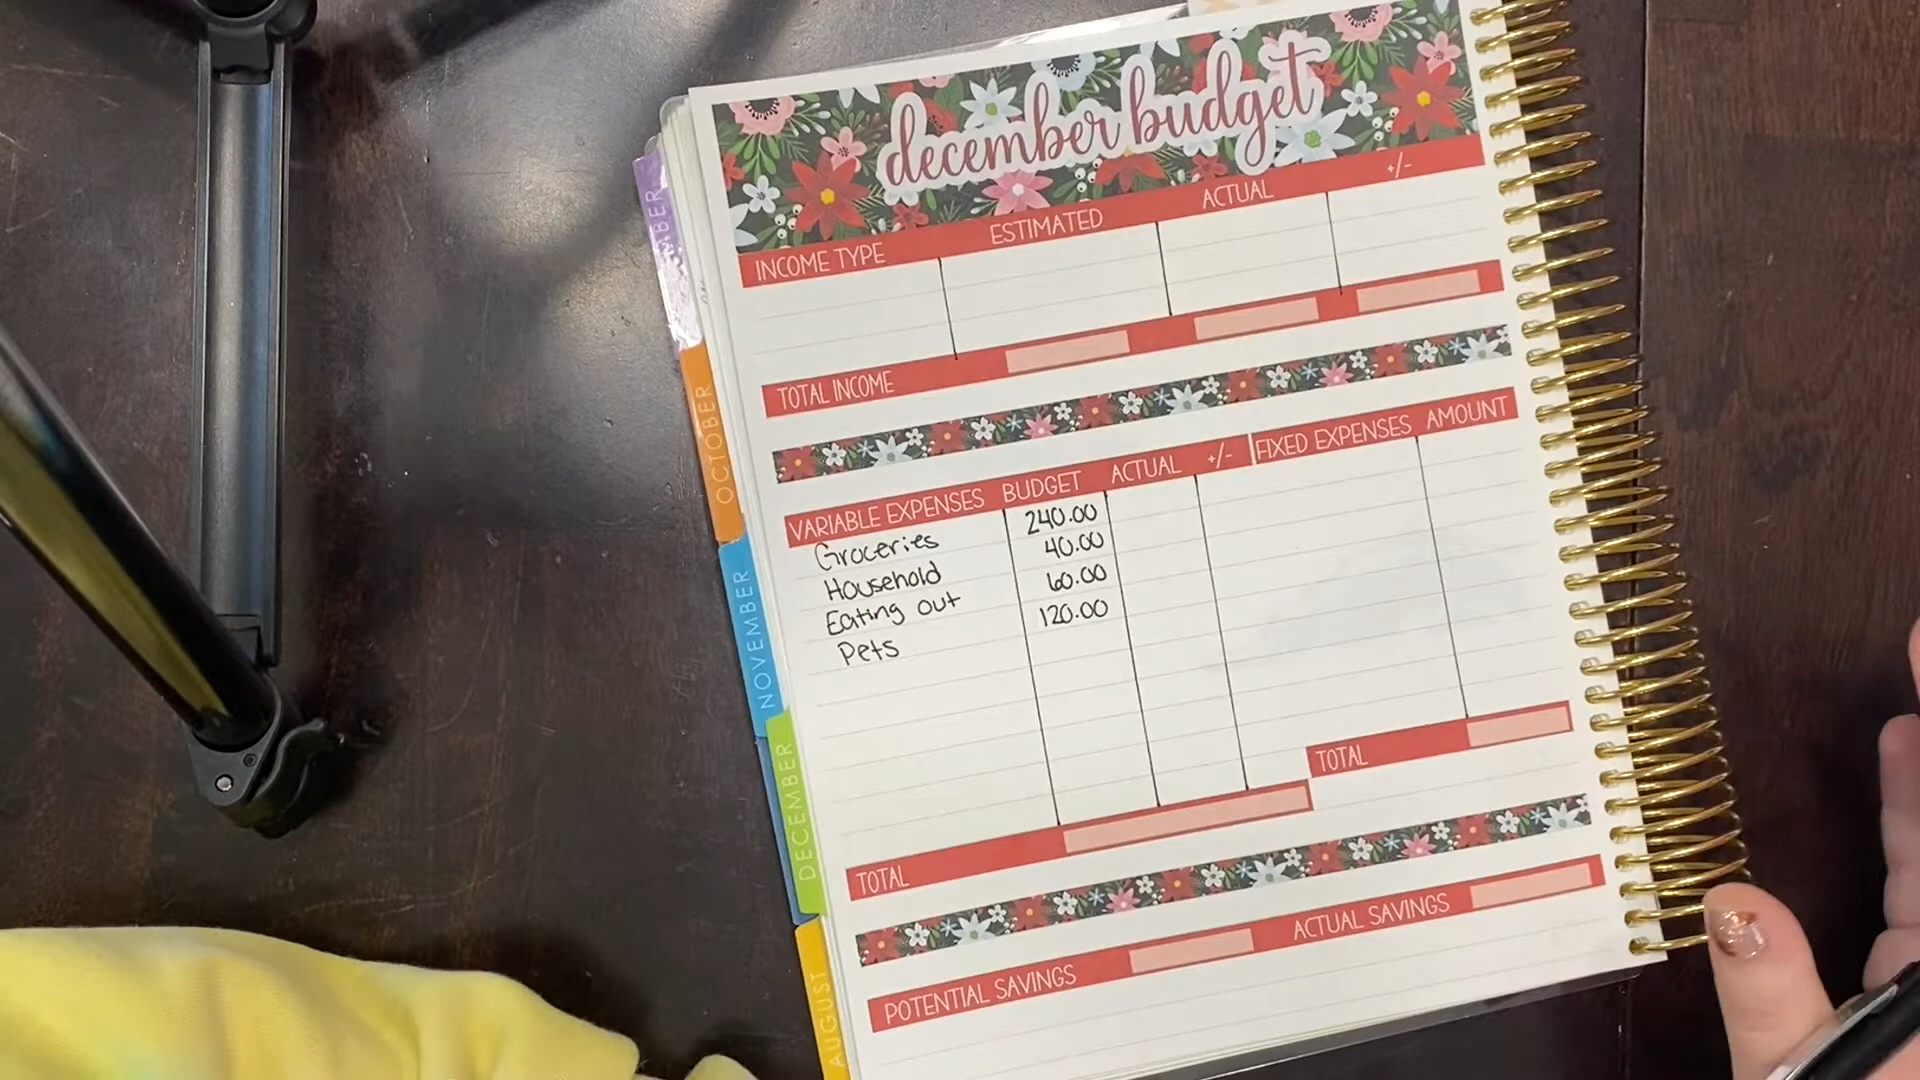 december budget
INCOME TYPE ESTIMATED ACTUAL +/-
TOTAL INCOME
VARIABLE EXPENSES BUDGET ACTUAL +/- FIXED EXPENSES AMOUNT
Groceries 240.00
Household 40.00
Eating out 60.00
Pets 120.00
TOTAL
TOTAL
POTENTIAL SAVINGS ACTUAL SAVINGS
MBER
OCTOBER
NOVEMBER
DECEMBER
AUGUST